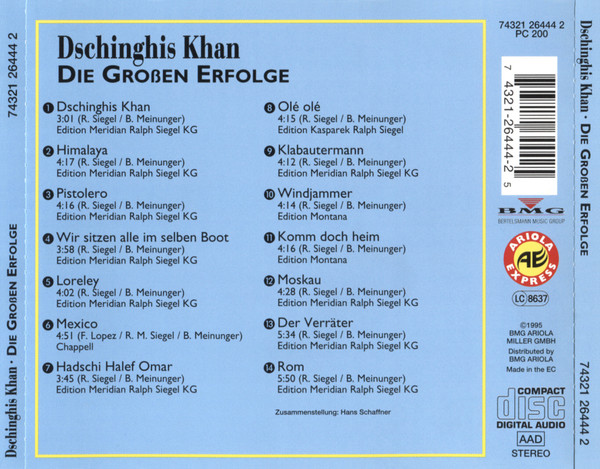 74321 26444 2
Dschinghis Khan · DIE GROßEN ERFOLGE
Dschinghis Khan
DIE GROßEN ERFOLGE
1 Dschinghis Khan
3:01 (R. Siegel / B. Meinunger)
Edition Meridian Ralph Siegel KG
2 Himalaya
4:17 (R. Siegel / B. Meinunger)
Edition Meridian Ralph Siegel KG
3 Pistolero
4:16 (R. Siegel / B. Meinunger)
Edition Meridian Ralph Siegel KG
4 Wir sitzen alle im selben Boot
3:58 (R. Siegel / B. Meinunger)
Edition Meridian Ralph Siegel KG
5 Loreley
4:02 (R. Siegel / B. Meinunger)
Edition Meridian Ralph Siegel KG
6 Mexico
4:51 (F. Lopez / R. M. Siegel / B. Meinunger)
Chappell
7 Hadschi Halef Omar
3:45 (R. Siegel / B. Meinunger)
Edition Meridian Ralph Siegel KG
8 Olé olé
4:15 (R. Siegel / B. Meinunger)
Edition Kasparek Ralph Siegel
9 Klabautermann
4:12 (R. Siegel / B. Meinunger)
Edition Meridian Ralph Siegel KG
10 Windjammer
4:14 (R. Siegel / B. Meinunger)
Edition Montana
11 Komm doch heim
4:16 (R. Siegel / B. Meinunger)
Edition Montana
12 Moskau
4:28 (R. Siegel / B. Meinunger)
Edition Meridian Ralph Siegel KG
13 Der Verräter
5:34 (R. Siegel / B. Meinunger)
Edition Meridian Ralph Siegel KG
14 Rom
5:50 (R. Siegel / B. Meinunger)
Edition Meridian Ralph Siegel KG
Zusammenstellung: Hans Schaffner
74321 26444 2
PC 200
7 4321-26444-2 5
BMG
BERTELSMANN MUSIC GROUP
ARIOLA
AE
EXPRESS
LC 8637
©1995
BMG ARIOLA
MILLER GMBH
Distributed by
BMG ARIOLA
Made in the EC
COMPACT
disc
DIGITAL AUDIO
AAD
STEREO
Dschinghis Khan · DIE GROßEN ERFOLGE
74321 26444 2